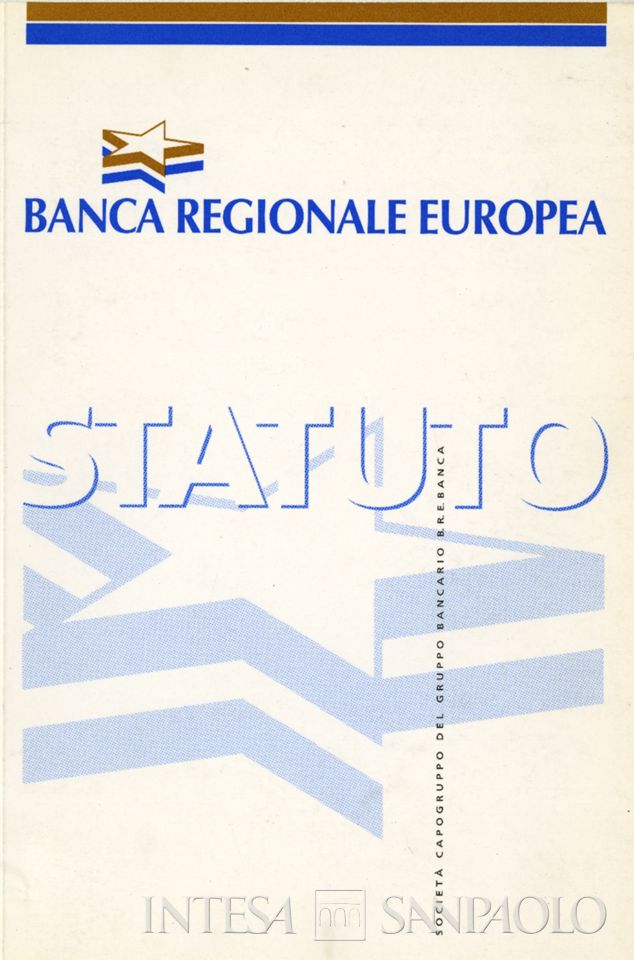 BANCA REGIONALE EUROPEA
STATUTO
SOCIETÀ CAPOGRUPPO DEL GRUPPO BANCARIO B.R.E.BANCA
INTESA SANPAOLO